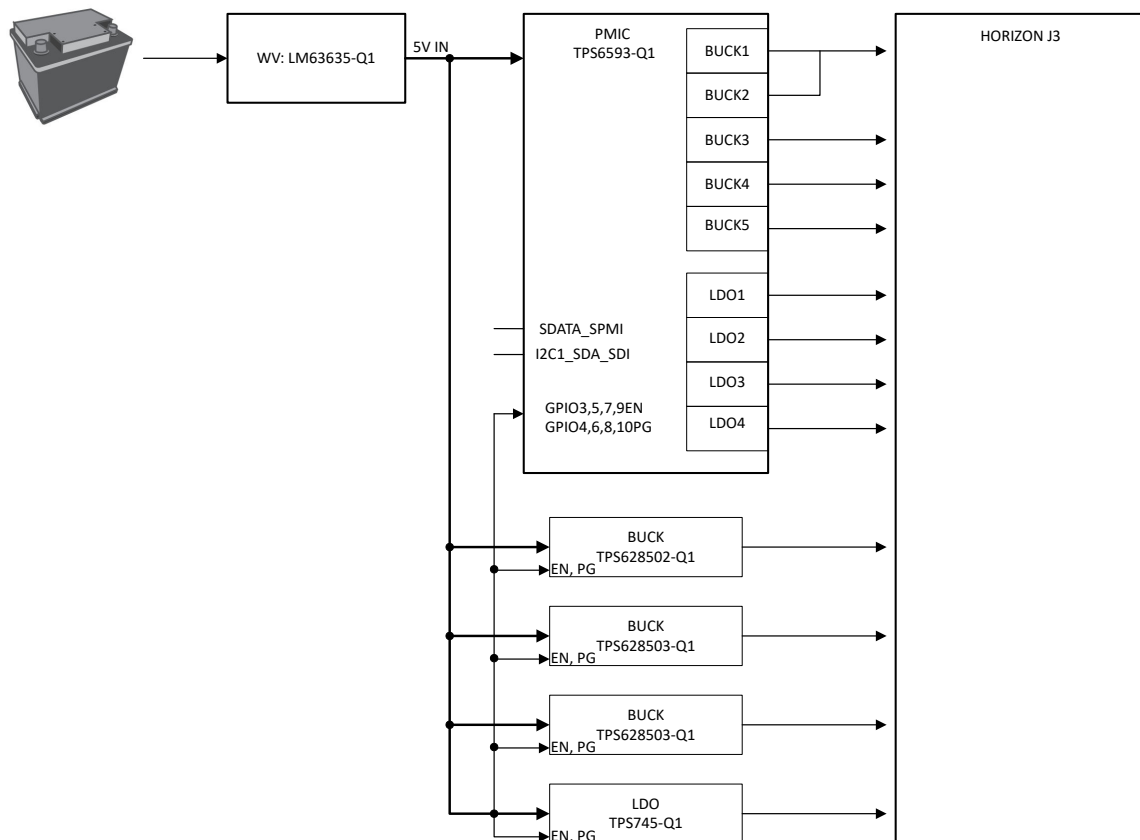 WV: LM63635-Q1
5V IN
PMIC
TPS6593-Q1
BUCK1
BUCK2
BUCK3
BUCK4
BUCK5
LDO1
LDO2
LDO3
LDO4
SDATA_SPMI
I2C1_SDA_SDI
GPIO3,5,7,9EN
GPIO4,6,8,10PG
HORIZON J3
BUCK
TPS628502-Q1
EN, PG
BUCK
TPS628503-Q1
EN, PG
BUCK
TPS628503-Q1
EN, PG
LDO
TPS745-Q1
EN, PG